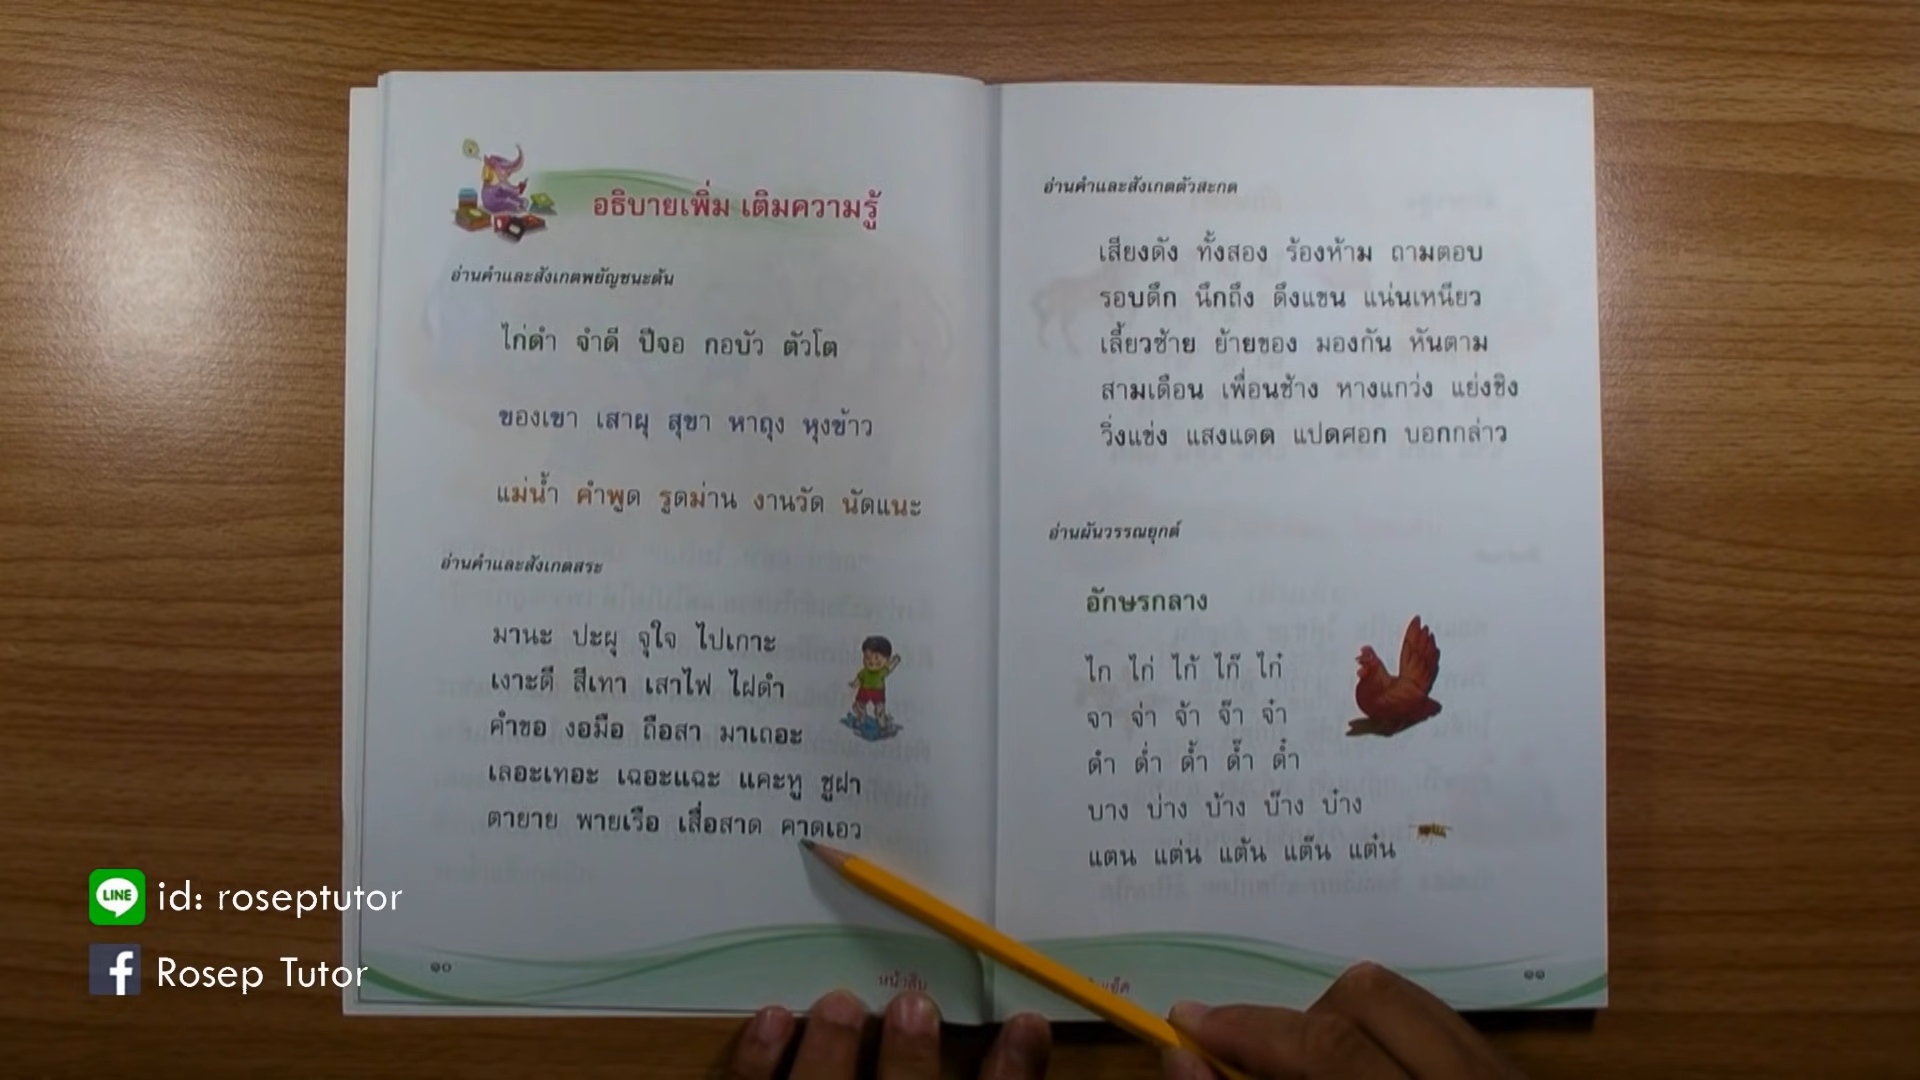 อธิบายเพิ่ม เติมความรู้
อ่านคำและสังเกตพยัญชนะต้น
ไก่ดำ จำดี ปีจอ กอบัว ตัวโต
ของเขา เสาผุ สุขา หาถุง หุงข้าว
แม่น้ำ คำพูด รูดม่าน งานวัด นัดแนะ
อ่านคำและสังเกตสระ
มานะ ปะผุ จุใจ ไปเกาะ
เงาะดี สีเทา เสาไฟ ไฝดำ
คำขอ งอมือ ถือสา มาเถอะ
เลอะเทอะ เฉอะแฉะ แคะหู ชูฝา
ตายาย พายเรือ เสื่อสาด คาดเอว
๑๐
หน้าสิบ
อ่านคำและสังเกตตัวสะกด
เสียงดัง ทั้งสอง ร้องห้าม ถามตอบ
รอบดึก นึกถึง ดึงแขน แน่นเหนียว
เลี้ยวซ้าย ย้ายของ มองกัน หันตาม
สามเดือน เพื่อนช้าง หางแกว่ง แย่งชิง
วิ่งแข่ง แสงแดด แปดศอก บอกกล่าว
อ่านผันวรรณยุกต์
อักษรกลาง
ไก ไก่ ไก้ ไก๊ ไก๋
จา จ่า จ้า จ๊า จ๋า
ดำ ด่ำ ด้ำ ด๊ำ ด๋ำ
บาง บ่าง บ้าง บ๊าง บ๋าง
แตน แต่น แต้น แต๊น แต๋น
๑๑
LINE id: roseptutor
f Rosep Tutor